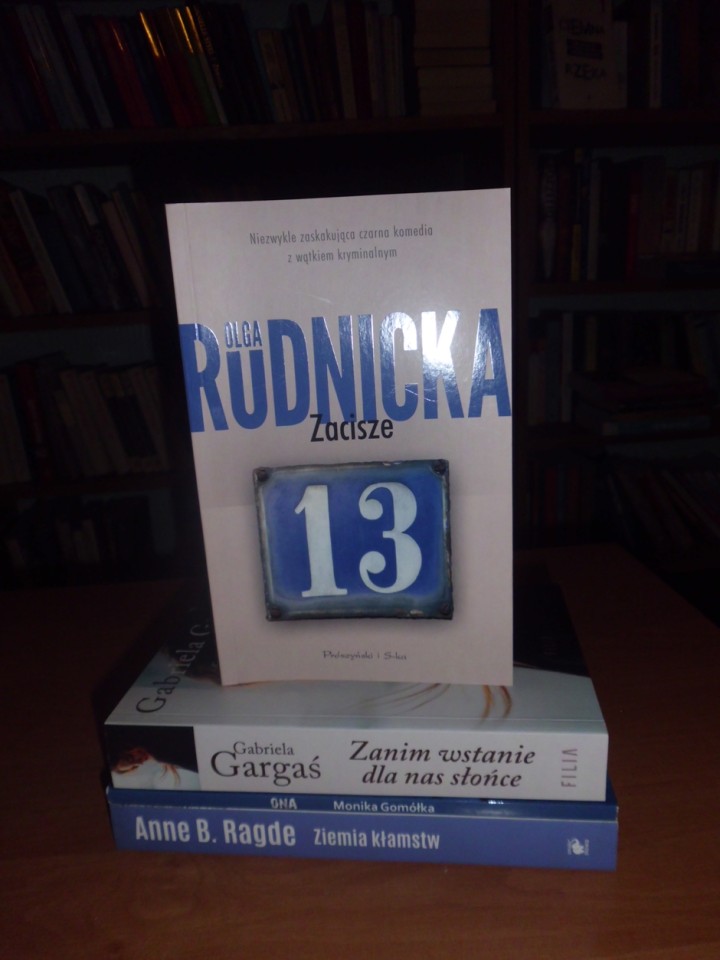 Niezwykle zaskakująca czarna komedia
z wątkiem kryminalnym
OLGA
RUDNICKA
Zacisze
13
Prószyński i S-ka
Gabriela G
Gabriela
Gargaś
Zanim wstanie
dla nas słońce
FILIA
ONA Monika Gomółka
Anne B. Ragde Ziemia kłamstw